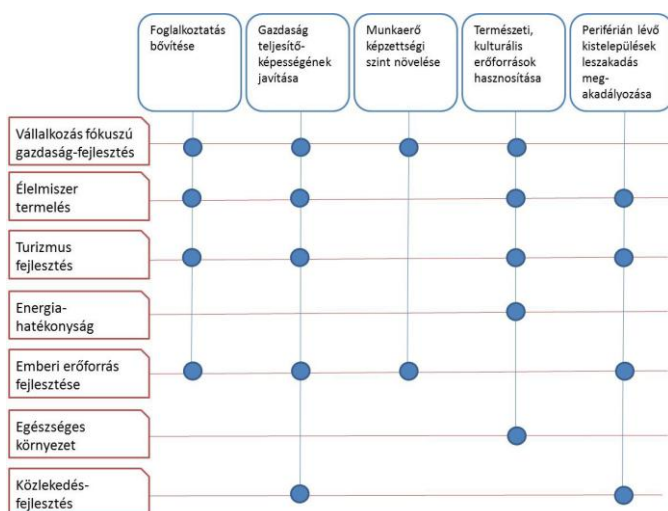 Foglalkoztatás
bővítése
Gazdaság
teljesítő-
képességének
javítása
Munkaerő
képzettségi
szint növelése
Természeti,
kulturális
erőforrások
hasznosítása
Periférián lévő
kistelepülések
leszakadás
meg-
akadályozása
Vállalkozás fókuszú
gazdaság-fejlesztés
Élelmiszer
termelés
Turizmus
fejlesztés
Energia-
hatékonyság
Emberi erőforrás
fejlesztése
Egészséges
környezet
Közlekedés-
fejlesztés